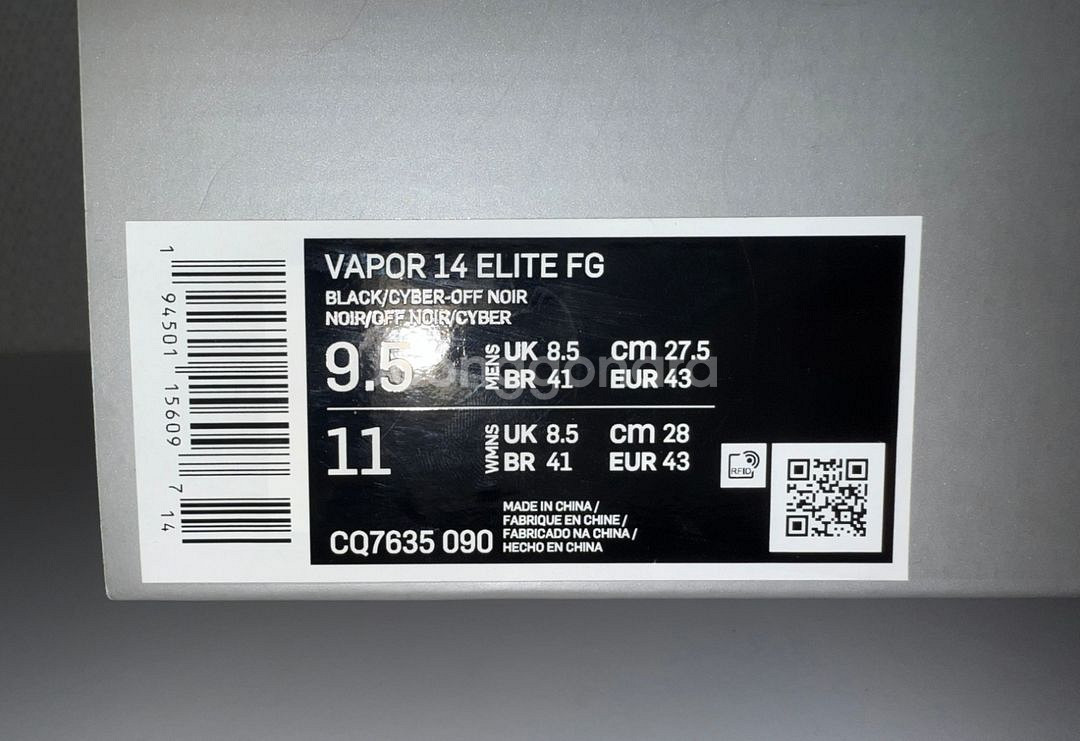 1 94501 15609 7 14
VAPOR 14 ELITE FG
BLACK/CYBER-OFF NOIR
NOIR/OFF NOIR/CYBER
9.5 MENS UK 8.5 CM 27.5
BR 41 EUR 43
11 WMNS UK 8.5 CM 28
BR 41 EUR 43
RFID
MADE IN CHINA /
FABRIQUE EN CHINE /
FABRICADO NA CHINA /
HECHO EN CHINA
CQ7635 090